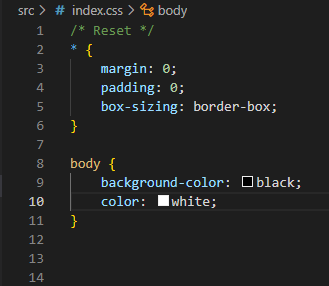 src > # index.css > body
1 /* Reset */
2 * {
3 margin: 0;
4 padding: 0;
5 box-sizing: border-box;
6 }
7
8 body {
9 background-color: black;
10 color: white;
11 }
12
13
14